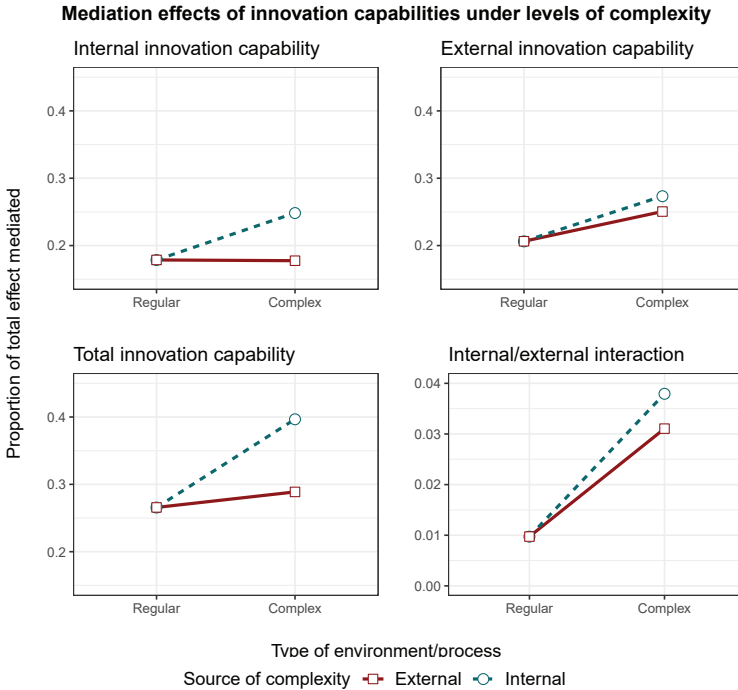 Mediation effects of innovation capabilities under levels of complexity
Internal innovation capability
External innovation capability
Proportion of total effect mediated
0.4
0.3
0.2
Regular
Complex
0.4
0.3
0.2
Regular
Complex
Total innovation capability
Internal/external interaction
0.4
0.3
0.2
Regular
Complex
0.04
0.03
0.02
0.01
0.00
Regular
Complex
Type of environment/process
Source of complexity External Internal